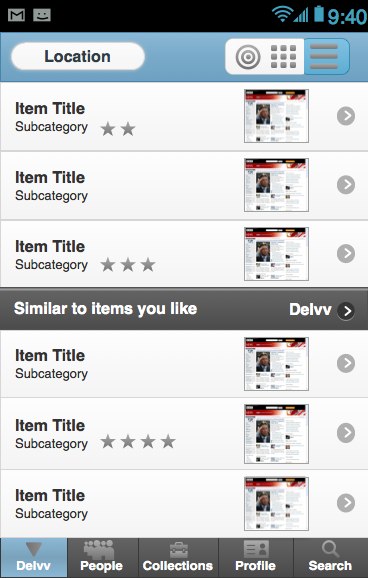 9:40
Location
Item Title
Subcategory
Item Title
Subcategory
Item Title
Subcategory
Similar to items you like Delvv
Item Title
Subcategory
Item Title
Subcategory
Item Title
Subcategory
Delvv People Collections Profile Search